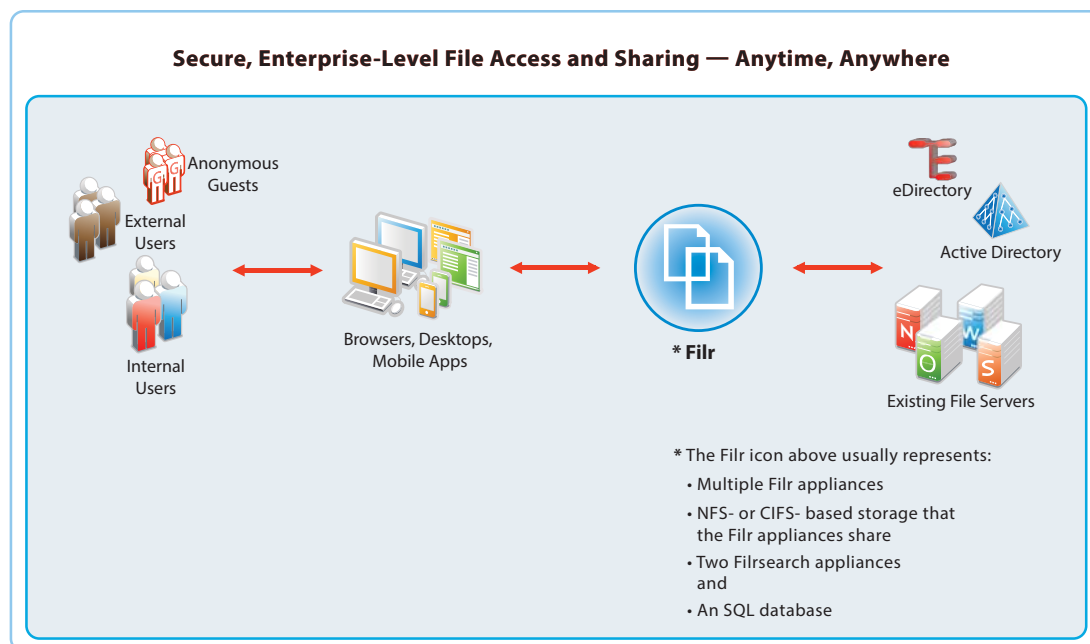 Secure, Enterprise-Level File Access and Sharing — Anytime, Anywhere
Anonymous
Guests
G
G
G
External
Users
Internal
Users
Browsers, Desktops,
Mobile Apps
* Filr
eDirectory
Active Directory
N
W
O
S
Existing File Servers
* The Filr icon above usually represents:
• Multiple Filr appliances
• NFS- or CIFS- based storage that
the Filr appliances share
• Two Filrsearch appliances
and
• An SQL database